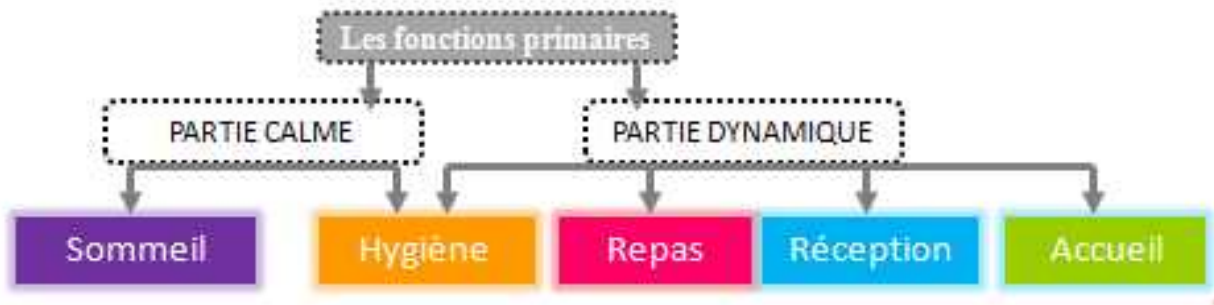 Les fonctions primaires
PARTIE CALME
PARTIE DYNAMIQUE
Sommeil
Hygiène
Repas
Réception
Accueil